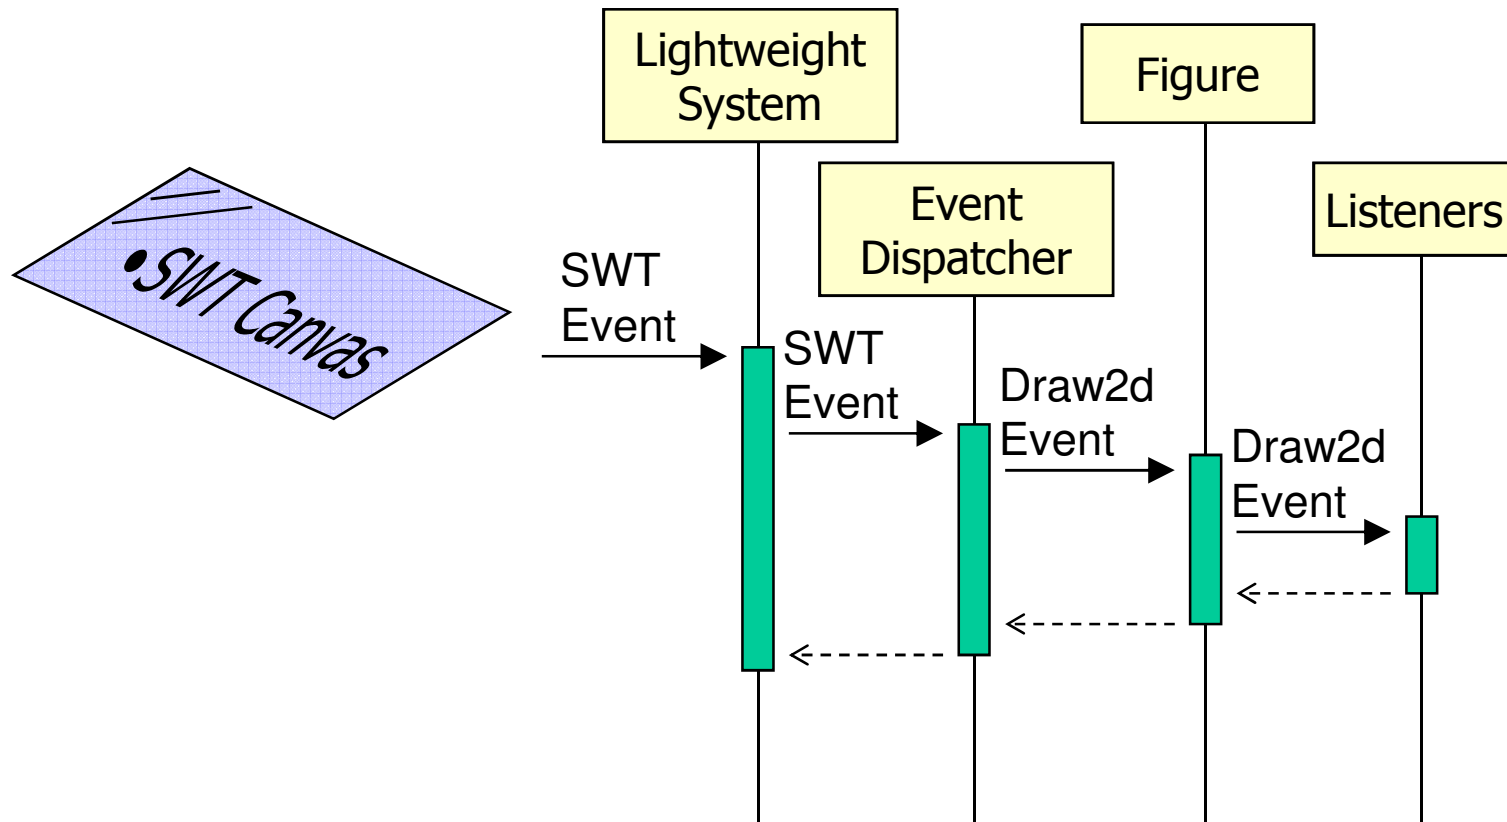 Lightweight
System
Figure
Event
Dispatcher
Listeners
•SWT Canvas
SWT
Event
SWT
Event
Draw2d
Event
Draw2d
Event